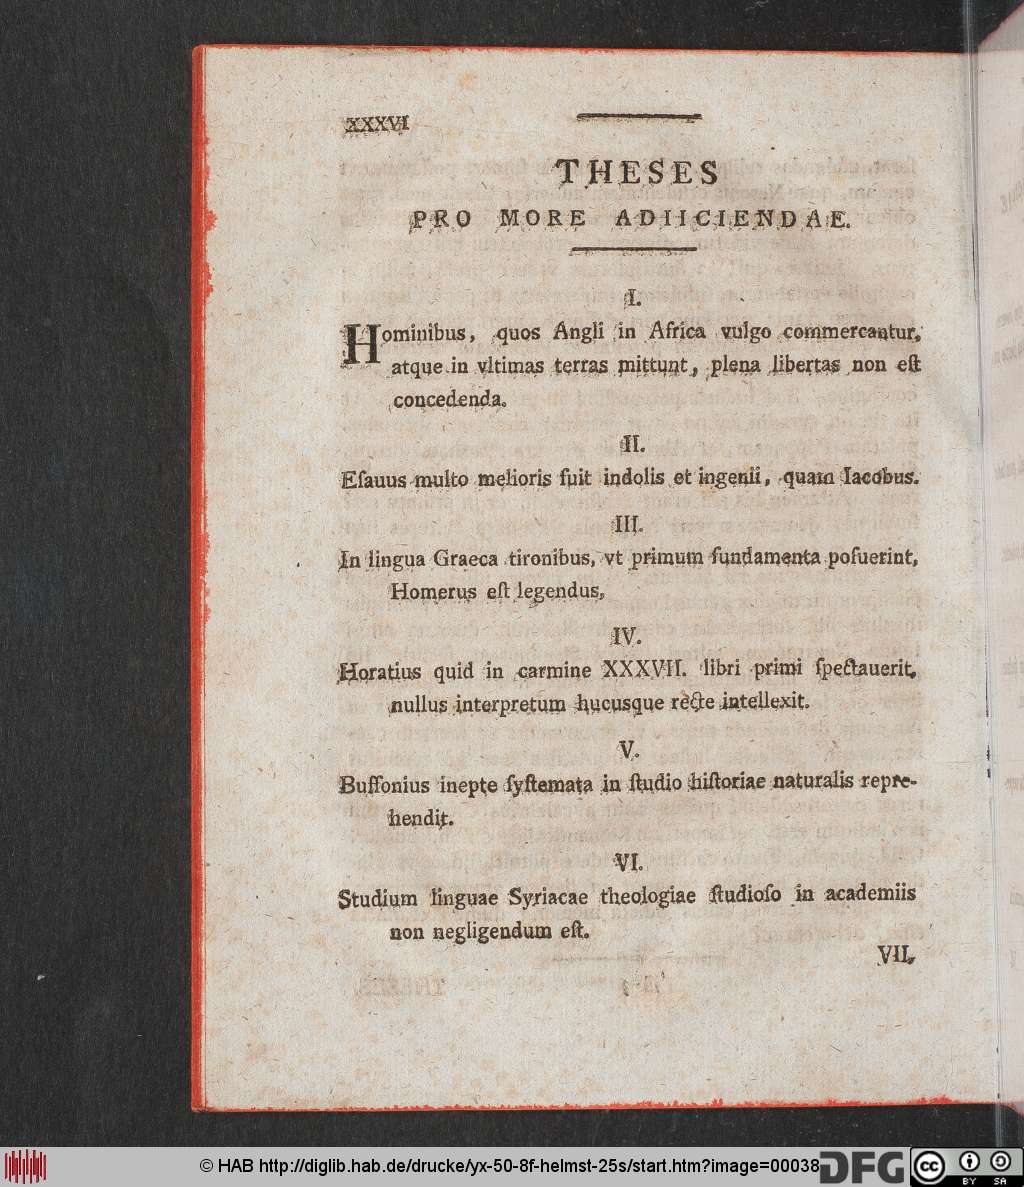 XXXVI
THESES
PRO MORE ADIICIENDAE.
I.
Hominibus, quos Angli in Africa vulgo commercantur,
atque in vltimas terras mittunt, plena libertas non eſt
concedenda.
II.
Eſauus multo melioris fuit indolis et ingenii, quam Iacobus.
III.
In lingua Graeca tironibus, vt primum fundamenta poſuerint,
Homerus eſt legendus.
IV.
Horatius quid in carmine XXXVII. libri primi ſpectauerit,
nullus interpretum hucusque recte intellexit.
V.
Buffonius inepte ſyſtemata in ſtudio hiſtoriae naturalis repre-
hendit.
VI.
Studium linguae Syriacae theologiae ſtudioſo in academiis
non negligendum eſt.
VII.
© HAB http://diglib.hab.de/drucke/yx-50-8f-helmst-25s/start.htm?image=00038
DFG
cc BY SA